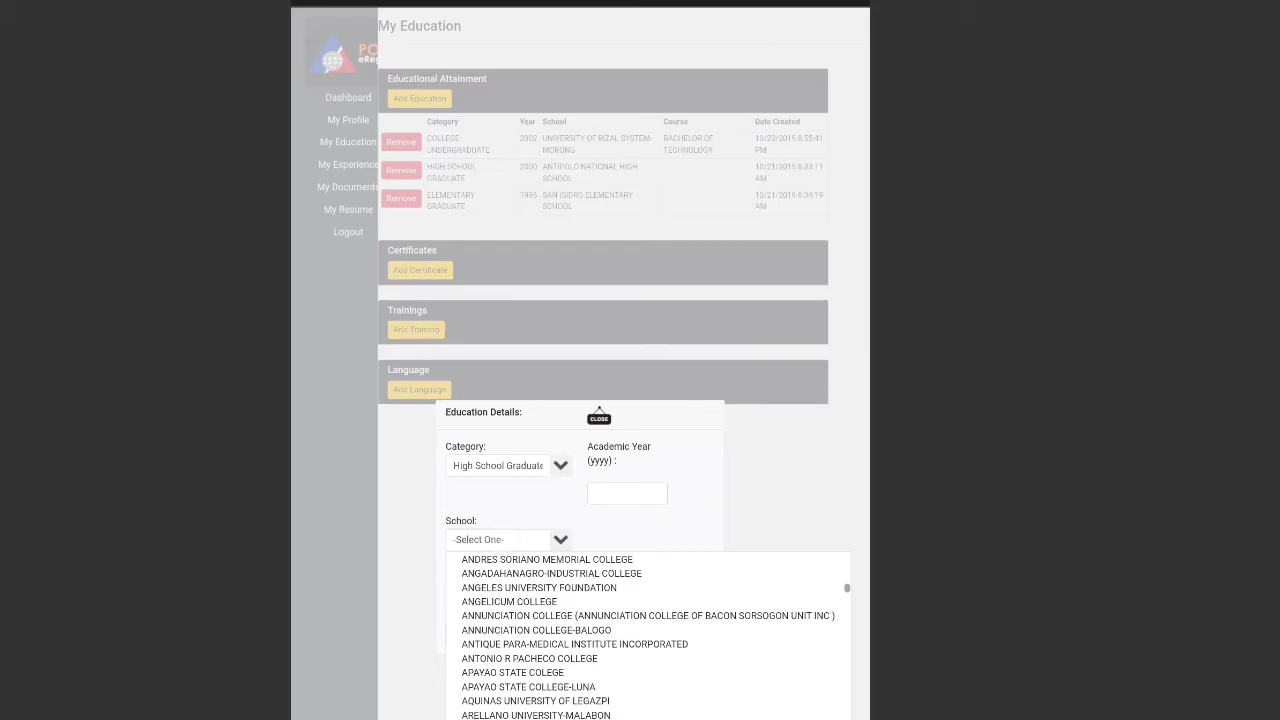 My Education
PO
eReg
Dashboard
My Profile
My Education
My Experience
My Documents
My Resume
Logout
Educational Attainment
Add Education
Category Year School Course Date Created
Remove COLLEGE UNDERGRADUATE 2002 UNIVERSITY OF RIZAL SYSTEM-MORONG BACHELOR OF TECHNOLOGY 10/20/2019 8:55:41 PM
Remove HIGH SCHOOL GRADUATE 2000 ANTIPOLO NATIONAL HIGH SCHOOL 10/21/2019 8:33:11 AM
Remove ELEMENTARY GRADUATE 1996 SAN ISIDRO ELEMENTARY SCHOOL 10/21/2019 8:34:19 AM
Certificates
Add Certificate
Trainings
Add Training
Language
Add Language
Education Details:
CLOSE
Category:
Academic Year
(yyyy) :
High School Graduate
School:
-Select One-
ANDRES SORIANO MEMORIAL COLLEGE
ANGADAHANAGRO-INDUSTRIAL COLLEGE
ANGELES UNIVERSITY FOUNDATION
ANGELICUM COLLEGE
ANNUNCIATION COLLEGE (ANNUNCIATION COLLEGE OF BACON SORSOGON UNIT INC )
ANNUNCIATION COLLEGE-BALOGO
ANTIQUE PARA-MEDICAL INSTITUTE INCORPORATED
ANTONIO R PACHECO COLLEGE
APAYAO STATE COLEGE
APAYAO STATE COLLEGE-LUNA
AQUINAS UNIVERSITY OF LEGAZPI
ARELLANO UNIVERSITY-MALABON